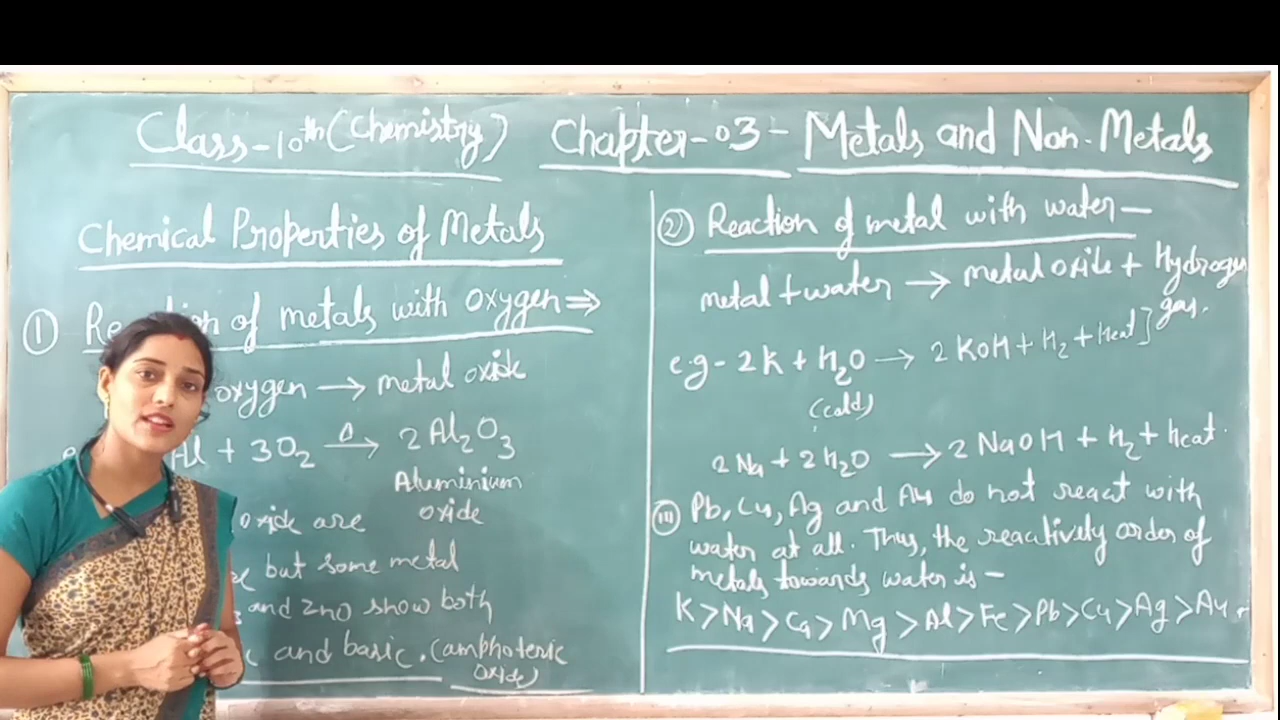 Class-10th (Chemistry) Chapter-03- Metals and Non-Metals
Chemical Properties of Metals
① Re tion of metals with oxygen ⇒
oxygen → metal oxide
Al + 3O₂ —Δ→ 2Al₂O₃
Aluminium
oxide
oxide are
but some metal
and ZnO show both
and basic. (amphoteric
oxide)
② Reaction of metal with water—
metal + water → metal oxide + Hydrogen
gas.
e.g- 2K + H₂O → 2KOH + H₂ + heat]
(cold)
2Na + 2H₂O → 2NaOH + H₂ + heat.
(III) Pb, Cu, Ag and Au do not react with
water at all. Thus, the reactively order of
metals towards water is -
K>Na>Ca>Mg>Al>Fe>Pb>Cu>Ag>Au.